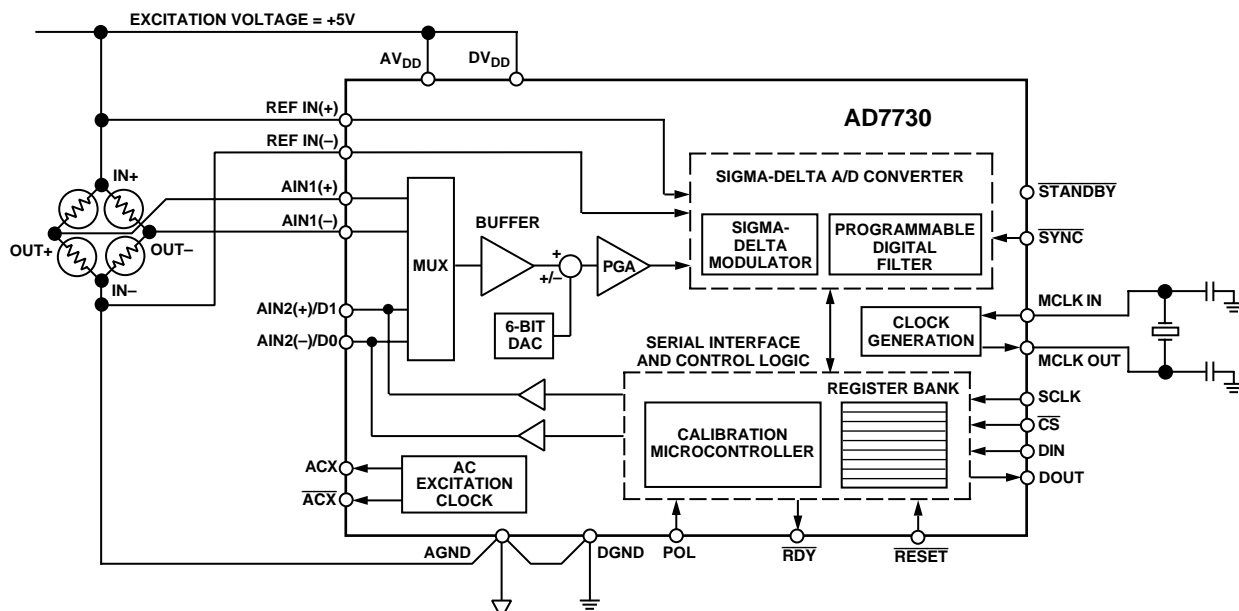 EXCITATION VOLTAGE = +5V
AVDD
DVDD
REF IN(+)
AD7730
REF IN(–)
IN+
AIN1(+)
SIGMA-DELTA A/D CONVERTER
STANDBY
AIN1(–)
BUFFER
SIGMA-
DELTA
MODULATOR
PROGRAMMABLE
DIGITAL
FILTER
SYNC
OUT+
OUT–
MUX
+
+/–
PGA
IN–
AIN2(+)/D1
6-BIT
DAC
CLOCK
GENERATION
MCLK IN
AIN2(–)/D0
SERIAL INTERFACE
AND CONTROL LOGIC
MCLK OUT
REGISTER BANK
SCLK
CS
CALIBRATION
MICROCONTROLLER
DIN
DOUT
ACX
ACX
AC
EXCITATION
CLOCK
AGND
DGND
POL
RDY
RESET